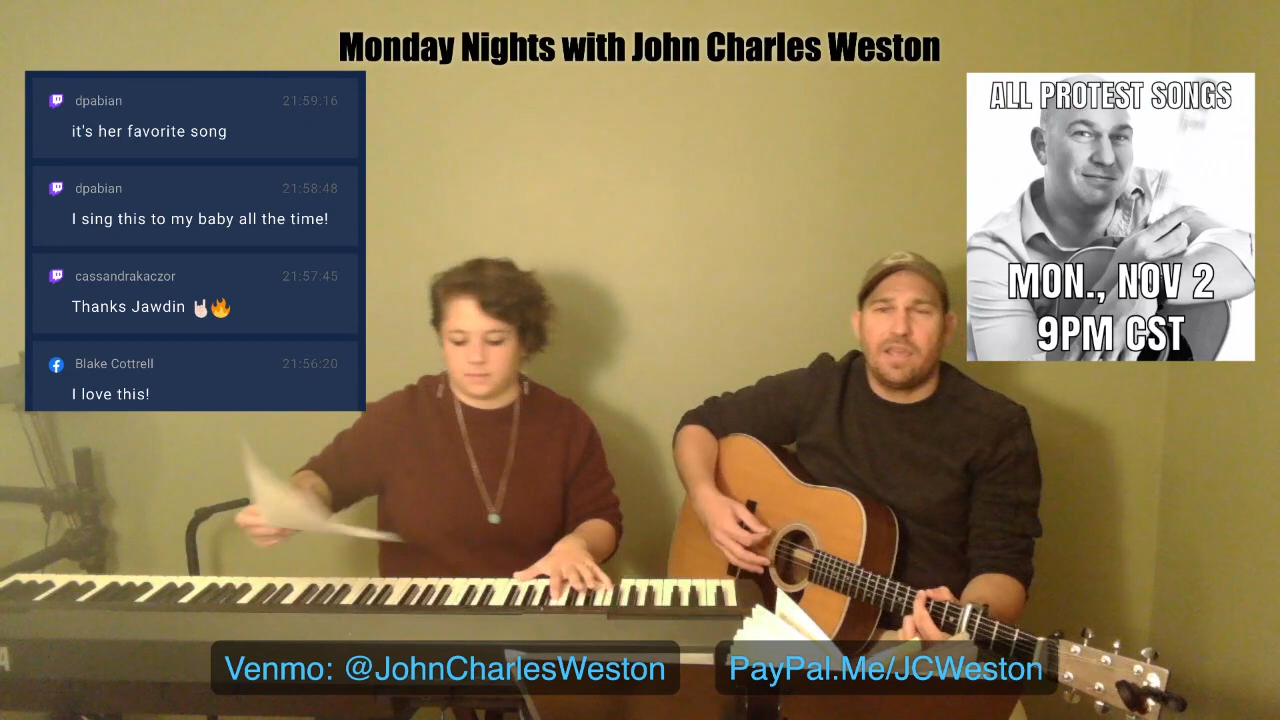 Monday Nights with John Charles Weston
dpabian 21:59:16
it's her favorite song
dpabian 21:58:48
I sing this to my baby all the time!
cassandrakaczor 21:57:45
Thanks Jawdin 🤘🏻🔥
Blake Cottrell 21:56:20
I love this!
ALL PROTEST SONGS
MON., NOV 2
9PM CST
Venmo: @JohnCharlesWeston
PayPal.Me/JCWeston